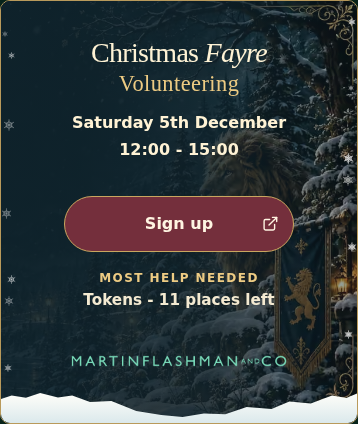 Christmas Fayre
Volunteering
Saturday 5th December
12:00 - 15:00
Sign up
MOST HELP NEEDED
Tokens - 11 places left
MARTINFLASHMANANDCO